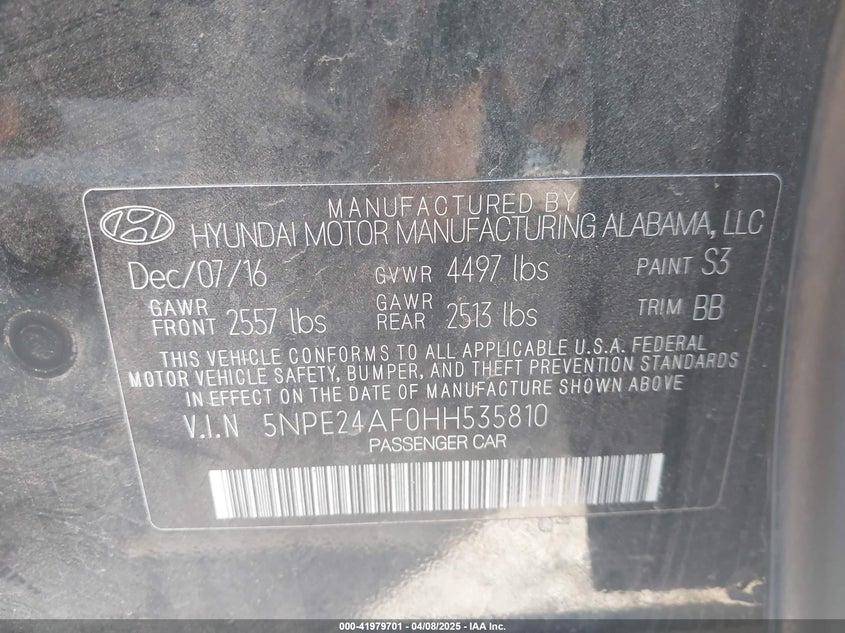 MANUFACTURED BY
HYUNDAI MOTOR MANUFACTURING ALABAMA, LLC
Dec/07/16 GVWR 4497 lbs PAINT S3
GAWR FRONT 2557 lbs GAWR REAR 2513 lbs TRIM BB
THIS VEHICLE CONFORMS TO ALL APPLICABLE U.S.A. FEDERAL
MOTOR VEHICLE SAFETY, BUMPER, AND THEFT PREVENTION STANDARDS
IN EFFECT ON THE DATE OF MANUFACTURE SHOWN ABOVE
V.I.N 5NPE24AF0HH535810
PASSENGER CAR
000-41979701 - 04/08/2025 - IAA Inc.